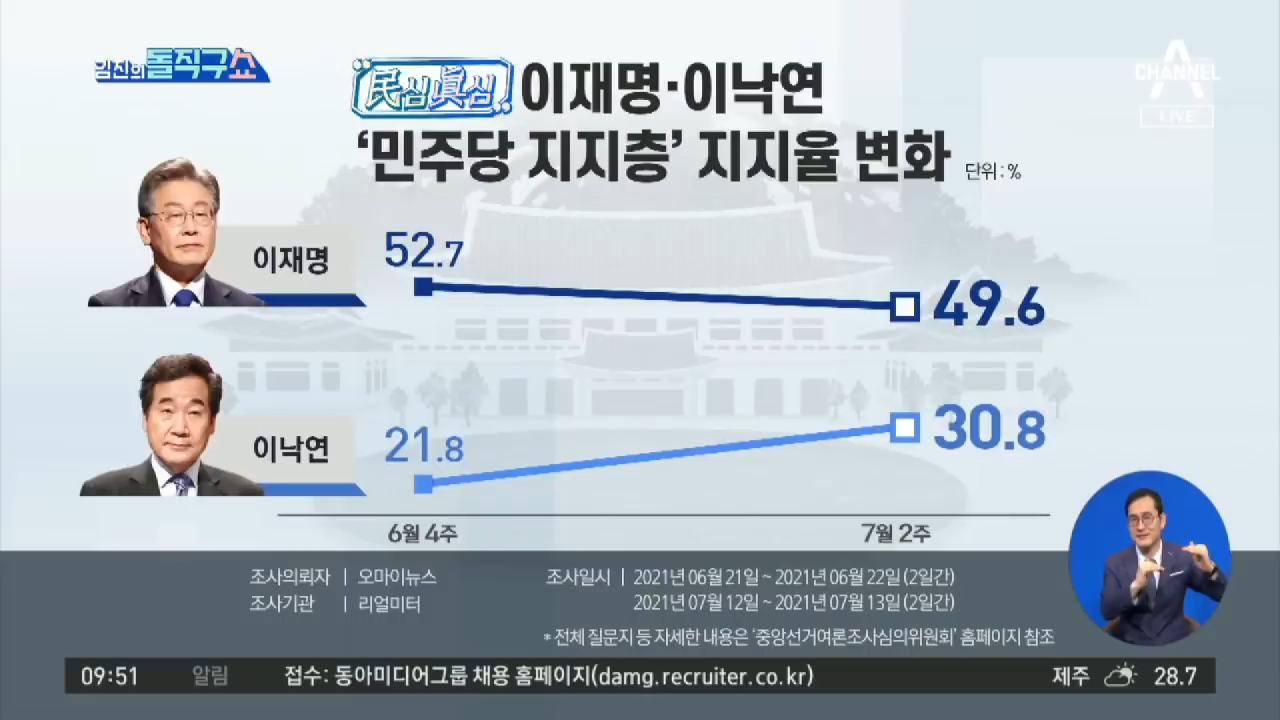 김진의 돌직구쇼
CHANNEL A
LIVE
“民심眞심” 이재명·이낙연
‘민주당 지지층’ 지지율 변화 단위:%
이재명
52.7
49.6
이낙연
21.8
30.8
6월 4주 7월 2주
조사의뢰자 | 오마이뉴스 조사일시 | 2021년 06월 21일 ~ 2021년 06월 22일 (2일간)
조사기관 | 리얼미터 2021년 07월 12일 ~ 2021년 07월 13일 (2일간)
* 전체 질문지 등 자세한 내용은 ‘중앙선거여론조사심의위원회’ 홈페이지 참조
09:51 알림 접수: 동아미디어그룹 채용 홈페이지(damg.recruiter.co.kr) 제주 28.7